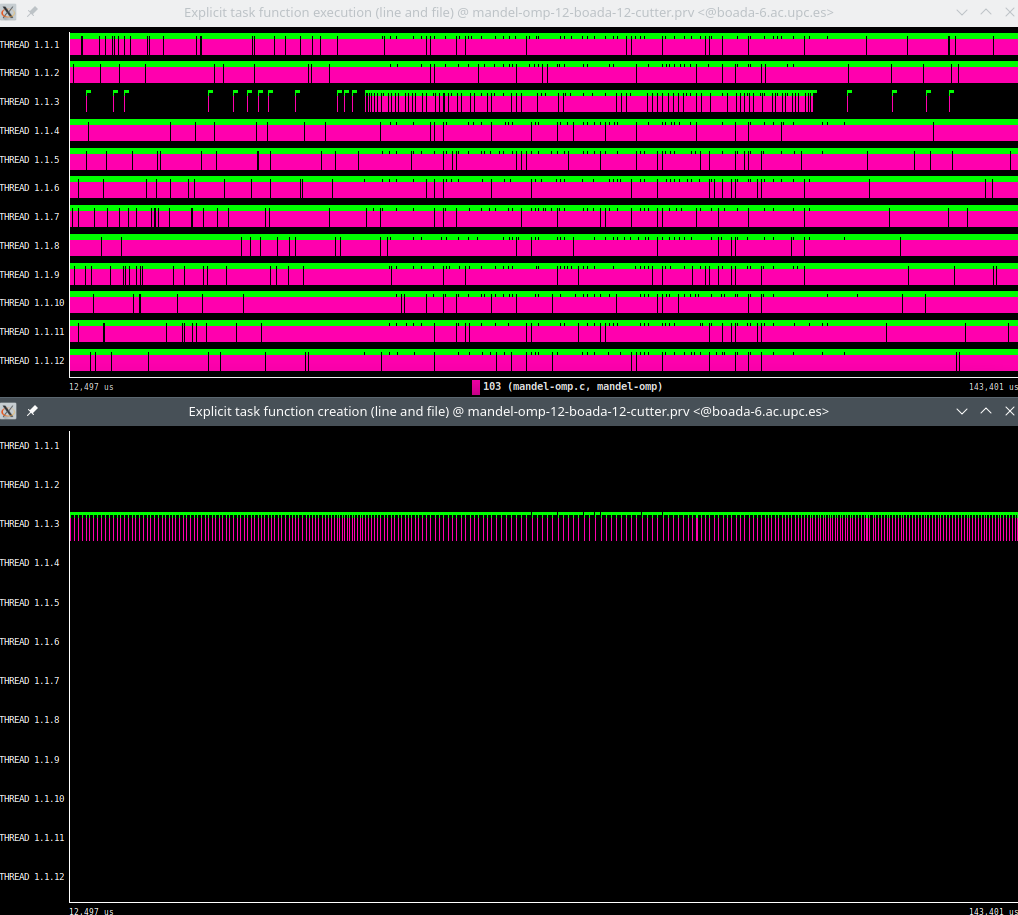 Explicit task function execution (line and file) @ mandel-omp-12-boada-12-cutter.prv <@boada-6.ac.upc.es>
THREAD 1.1.1
THREAD 1.1.2
THREAD 1.1.3
THREAD 1.1.4
THREAD 1.1.5
THREAD 1.1.6
THREAD 1.1.7
THREAD 1.1.8
THREAD 1.1.9
THREAD 1.1.10
THREAD 1.1.11
THREAD 1.1.12
12,497 us 103 (mandel-omp.c, mandel-omp) 143,401 us
Explicit task function creation (line and file) @ mandel-omp-12-boada-12-cutter.prv <@boada-6.ac.upc.es>
THREAD 1.1.1
THREAD 1.1.2
THREAD 1.1.3
THREAD 1.1.4
THREAD 1.1.5
THREAD 1.1.6
THREAD 1.1.7
THREAD 1.1.8
THREAD 1.1.9
THREAD 1.1.10
THREAD 1.1.11
THREAD 1.1.12
12,497 us 143,401 us